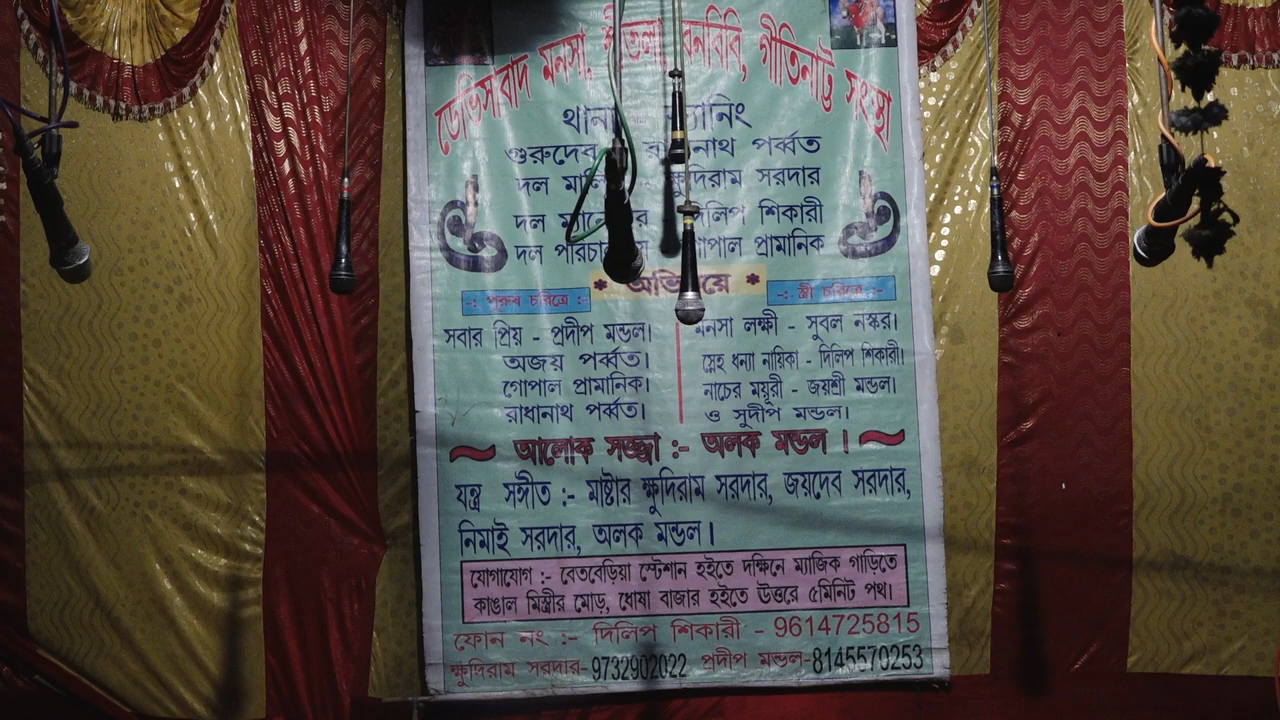 ডেভিসাবাদ মনসা, শীতলা, বনবিবি, গীতিনাট্ট সংস্থা
থানা ক্যানিং
গুরুদেব - রাধানাথ পর্ব্বত
দল মালিক - ক্ষুদিরাম সরদার
দল ম্যানেজার দিলিপ শিকারী
দল পরিচালনায় গোপাল প্রামানিক
* অভিনয়ে *
-: পুরুষ চরিত্রে :-
-: স্ত্রী চরিত্রে :-
সবার প্রিয় - প্রদীপ মন্ডল।
অজয় পর্ব্বত।
গোপাল প্রামানিক।
রাধানাথ পর্ব্বত।
মনসা লক্ষী - সুবল নস্কর।
স্নেহ ধন্যা নায়িকা - দিলিপ শিকারী।
নাচের ময়ূরী - জয়শ্রী মন্ডল।
ও সুদীপ মন্ডল।
আলোক সজ্জা :- অলক মন্ডল।
যন্ত্র সঙ্গীত :- মাষ্টার ক্ষুদিরাম সরদার, জয়দেব সরদার,
নিমাই সরদার, অলক মন্ডল।
যোগাযোগ :- বেতবেড়িয়া স্টেশান হইতে দক্ষিনে ম্যাজিক গাড়িতে
কাঙাল মিস্ত্রীর মোড়, ধোষা বাজার হইতে উত্তরে ৫মিনিট পথ।
ফোন নং :- দিলিপ শিকারী - 9614725815
ক্ষুদিরাম সরদার-9732902022 প্রদীপ মন্ডল-8145570253